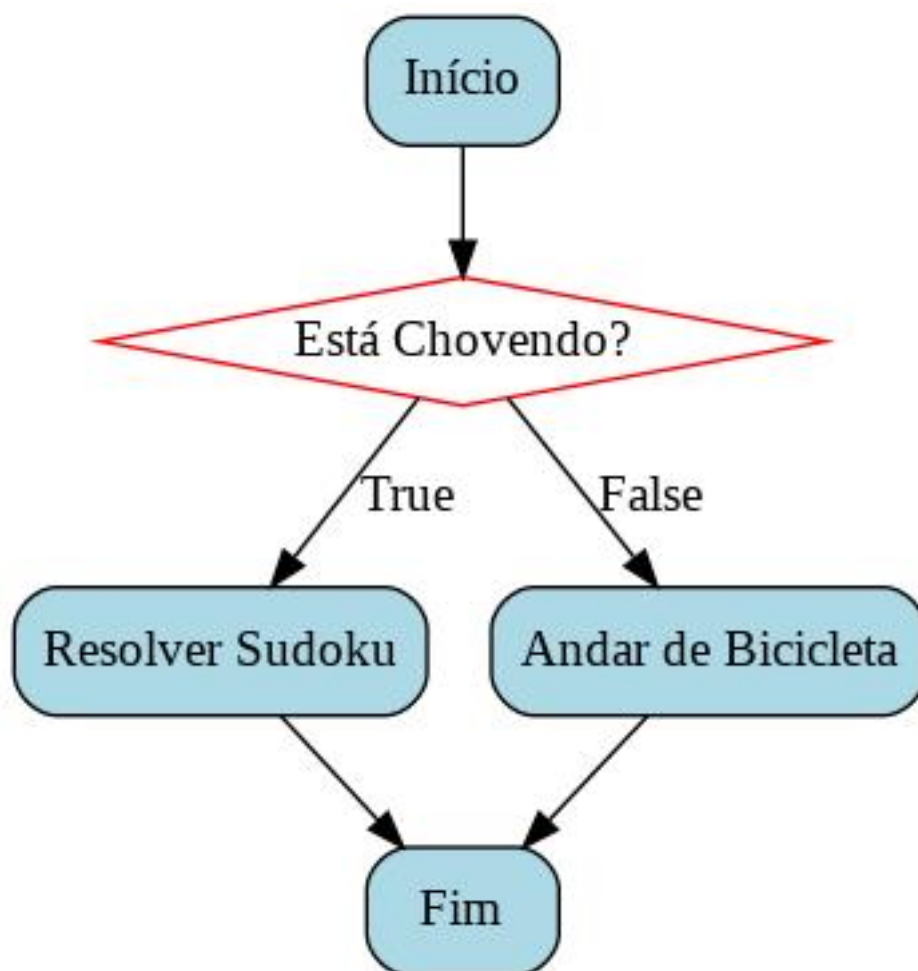 Início
Está Chovendo?
True
False
Resolver Sudoku
Andar de Bicicleta
Fim